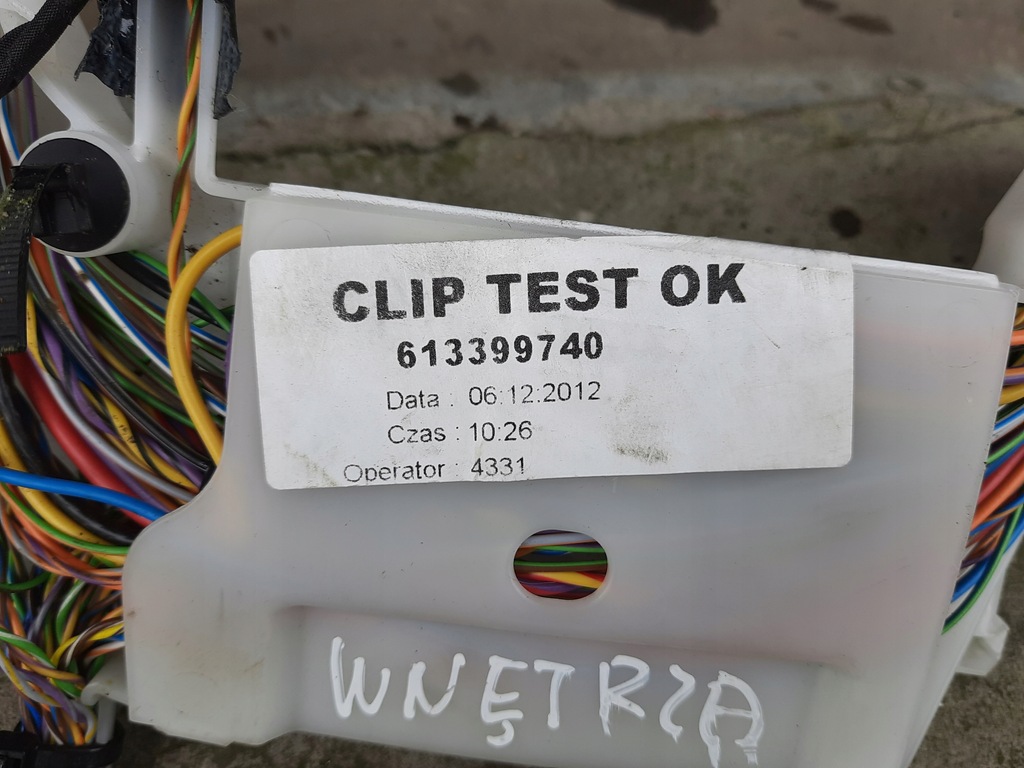 CLIP TEST OK
613399740
Data : 06:12:2012
Czas : 10:26
Operator : 4331
WNĘTRZA